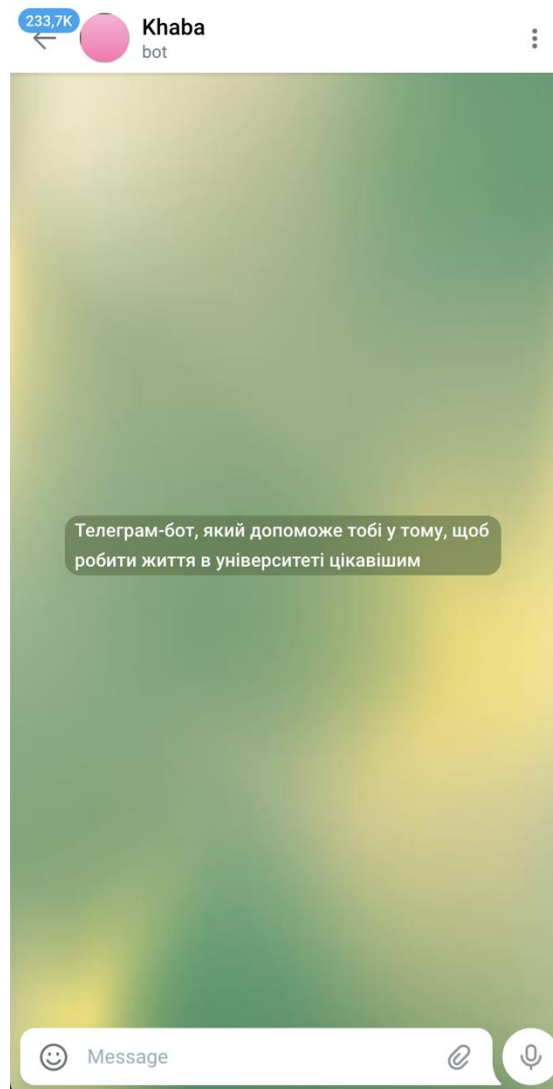 233,7K
Khaba
bot
Телеграм-бот, який допоможе тобі у тому, щоб
робити життя в університеті цікавішим
Message